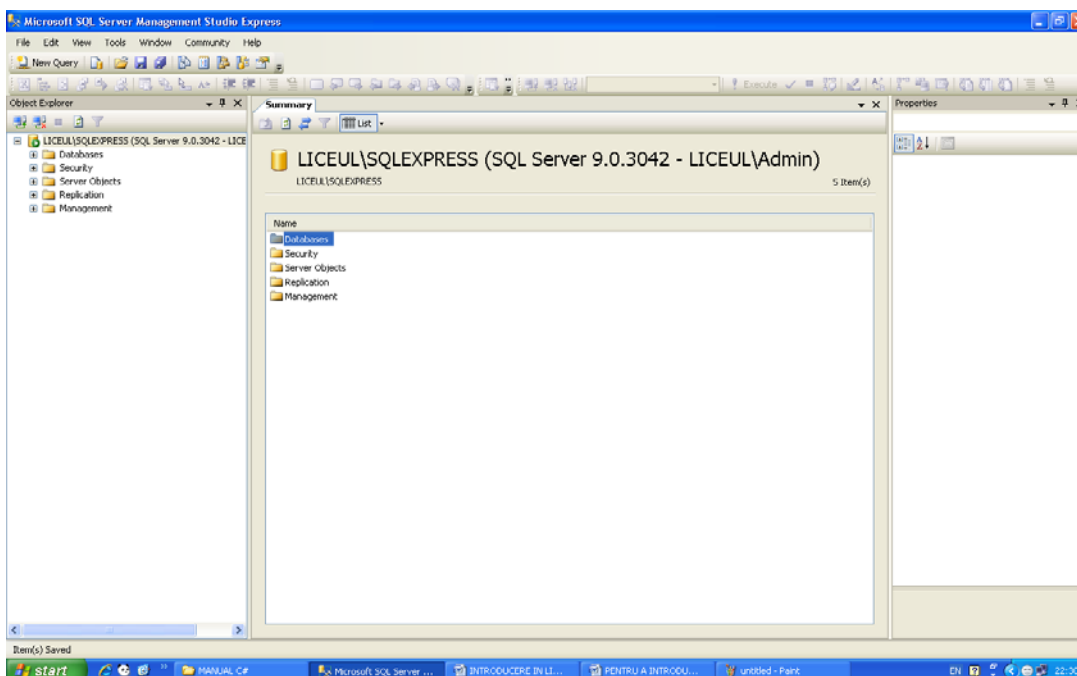 Microsoft SQL Server Management Studio Express
File Edit View Tools Window Community Help
New Query
Execute
Object Explorer
LICEUL\SQLEXPRESS (SQL Server 9.0.3042 - LICE
Databases
Security
Server Objects
Replication
Management
Summary
List
LICEUL\SQLEXPRESS (SQL Server 9.0.3042 - LICEUL\Admin)
LICEUL\SQLEXPRESS 5 Item(s)
Name
Databases
Security
Server Objects
Replication
Management
Properties
Item(s) Saved
start MANUAL C# Microsoft SQL Server ... INTRODUCERE IN LI... PENTRU A INTRODU... untitled - Paint EN 22:30